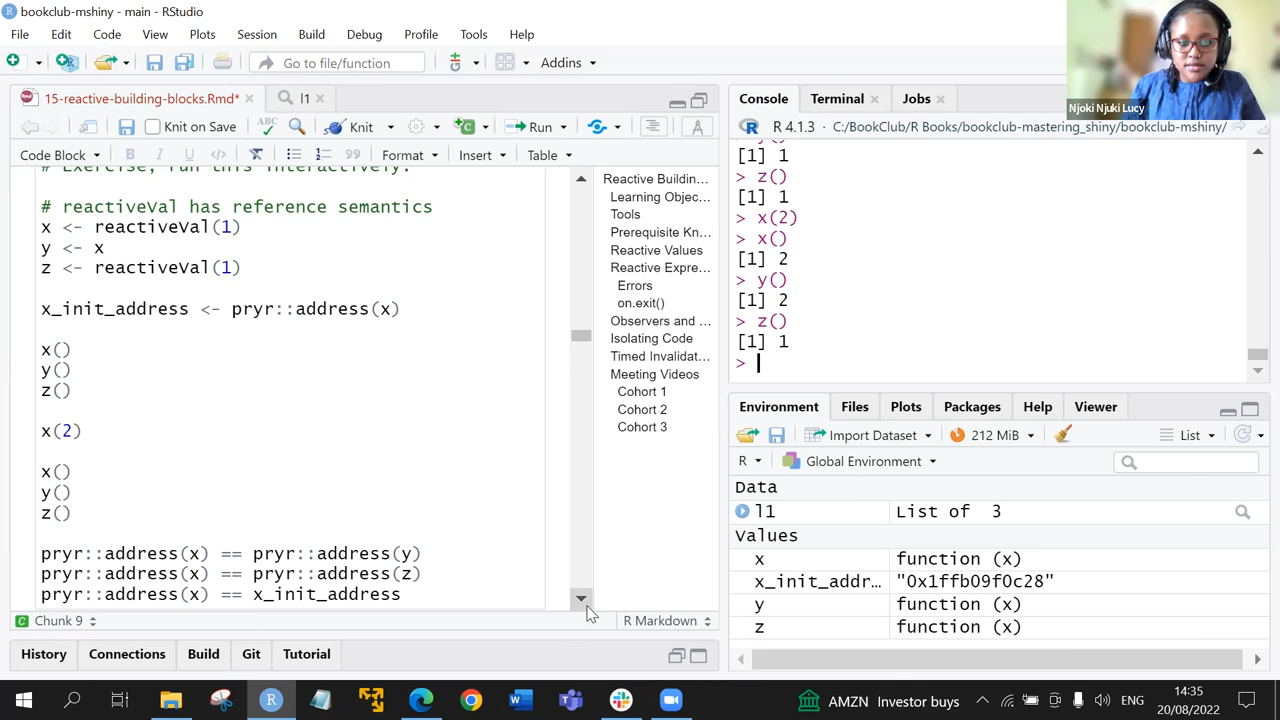 bookclub-mshiny - main - RStudio
File Edit Code View Plots Session Build Debug Profile Tools Help
Go to file/function Addins
15-reactive-building-blocks.Rmd* l1
Knit on Save ABC Knit Run
Code Block B I U Format Insert Table
# Exercise, run this interactively.
# reactiveVal has reference semantics
x <- reactiveVal(1)
y <- x
z <- reactiveVal(1)
x_init_address <- pryr::address(x)
x()
y()
z()
x(2)
x()
y()
z()
pryr::address(x) == pryr::address(y)
pryr::address(x) == pryr::address(z)
pryr::address(x) == x_init_address
Chunk 9 R Markdown
Reactive Buildin...
Learning Objec...
Tools
Prerequisite Kn...
Reactive Values
Reactive Expre...
Errors
on.exit()
Observers and ...
Isolating Code
Timed Invalidat...
Meeting Videos
Cohort 1
Cohort 2
Cohort 3
History Connections Build Git Tutorial
Njoki Njuki Lucy
Console Terminal Jobs
R 4.1.3 · C:/BookClub/R Books/bookclub-mastering_shiny/bookclub-mshiny/
[1] 1
> z()
[1] 1
> x(2)
> x()
[1] 2
> y()
[1] 2
> z()
[1] 1
>
Environment Files Plots Packages Help Viewer
Import Dataset 212 MiB List
R Global Environment
Data
l1 List of 3
Values
x function (x)
x_init_addr... "0x1ffb09f0c28"
y function (x)
z function (x)
AMZN Investor buys ENG 14:35
20/08/2022